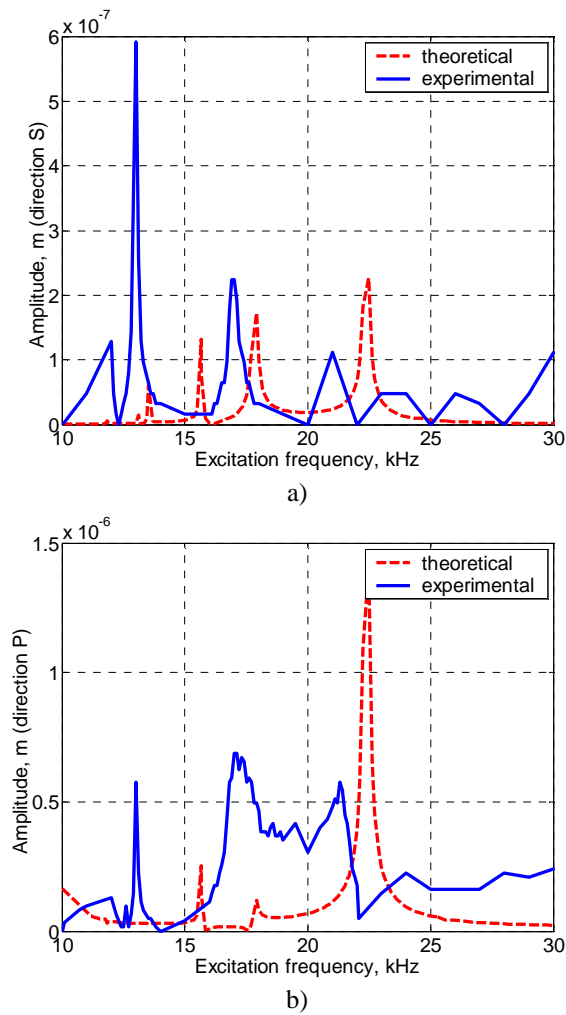 x 10-7
6
5
4
3
2
1
0
Amplitude, m (direction S)
theoretical
experimental
10 15 20 25 30
Excitation frequency, kHz
a)
x 10-6
1.5
1
0.5
0
Amplitude, m (direction P)
theoretical
experimental
10 15 20 25 30
Excitation frequency, kHz
b)